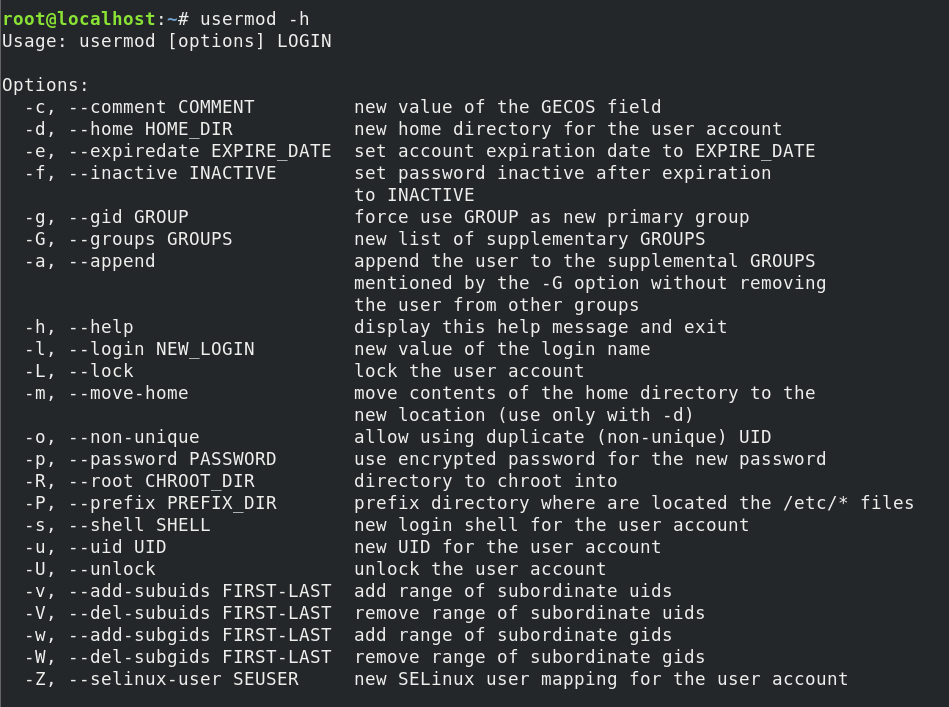 root@localhost:~# usermod -h
Usage: usermod [options] LOGIN

Options:
  -c, --comment COMMENT         new value of the GECOS field
  -d, --home HOME_DIR           new home directory for the user account
  -e, --expiredate EXPIRE_DATE  set account expiration date to EXPIRE_DATE
  -f, --inactive INACTIVE       set password inactive after expiration
                                to INACTIVE
  -g, --gid GROUP               force use GROUP as new primary group
  -G, --groups GROUPS           new list of supplementary GROUPS
  -a, --append                  append the user to the supplemental GROUPS
                                mentioned by the -G option without removing
                                the user from other groups
  -h, --help                    display this help message and exit
  -l, --login NEW_LOGIN         new value of the login name
  -L, --lock                    lock the user account
  -m, --move-home               move contents of the home directory to the
                                new location (use only with -d)
  -o, --non-unique              allow using duplicate (non-unique) UID
  -p, --password PASSWORD       use encrypted password for the new password
  -R, --root CHROOT_DIR         directory to chroot into
  -P, --prefix PREFIX_DIR       prefix directory where are located the /etc/* files
  -s, --shell SHELL             new login shell for the user account
  -u, --uid UID                 new UID for the user account
  -U, --unlock                  unlock the user account
  -v, --add-subuids FIRST-LAST  add range of subordinate uids
  -V, --del-subuids FIRST-LAST  remove range of subordinate uids
  -w, --add-subgids FIRST-LAST  add range of subordinate gids
  -W, --del-subgids FIRST-LAST  remove range of subordinate gids
  -Z, --selinux-user SEUSER     new SELinux user mapping for the user account